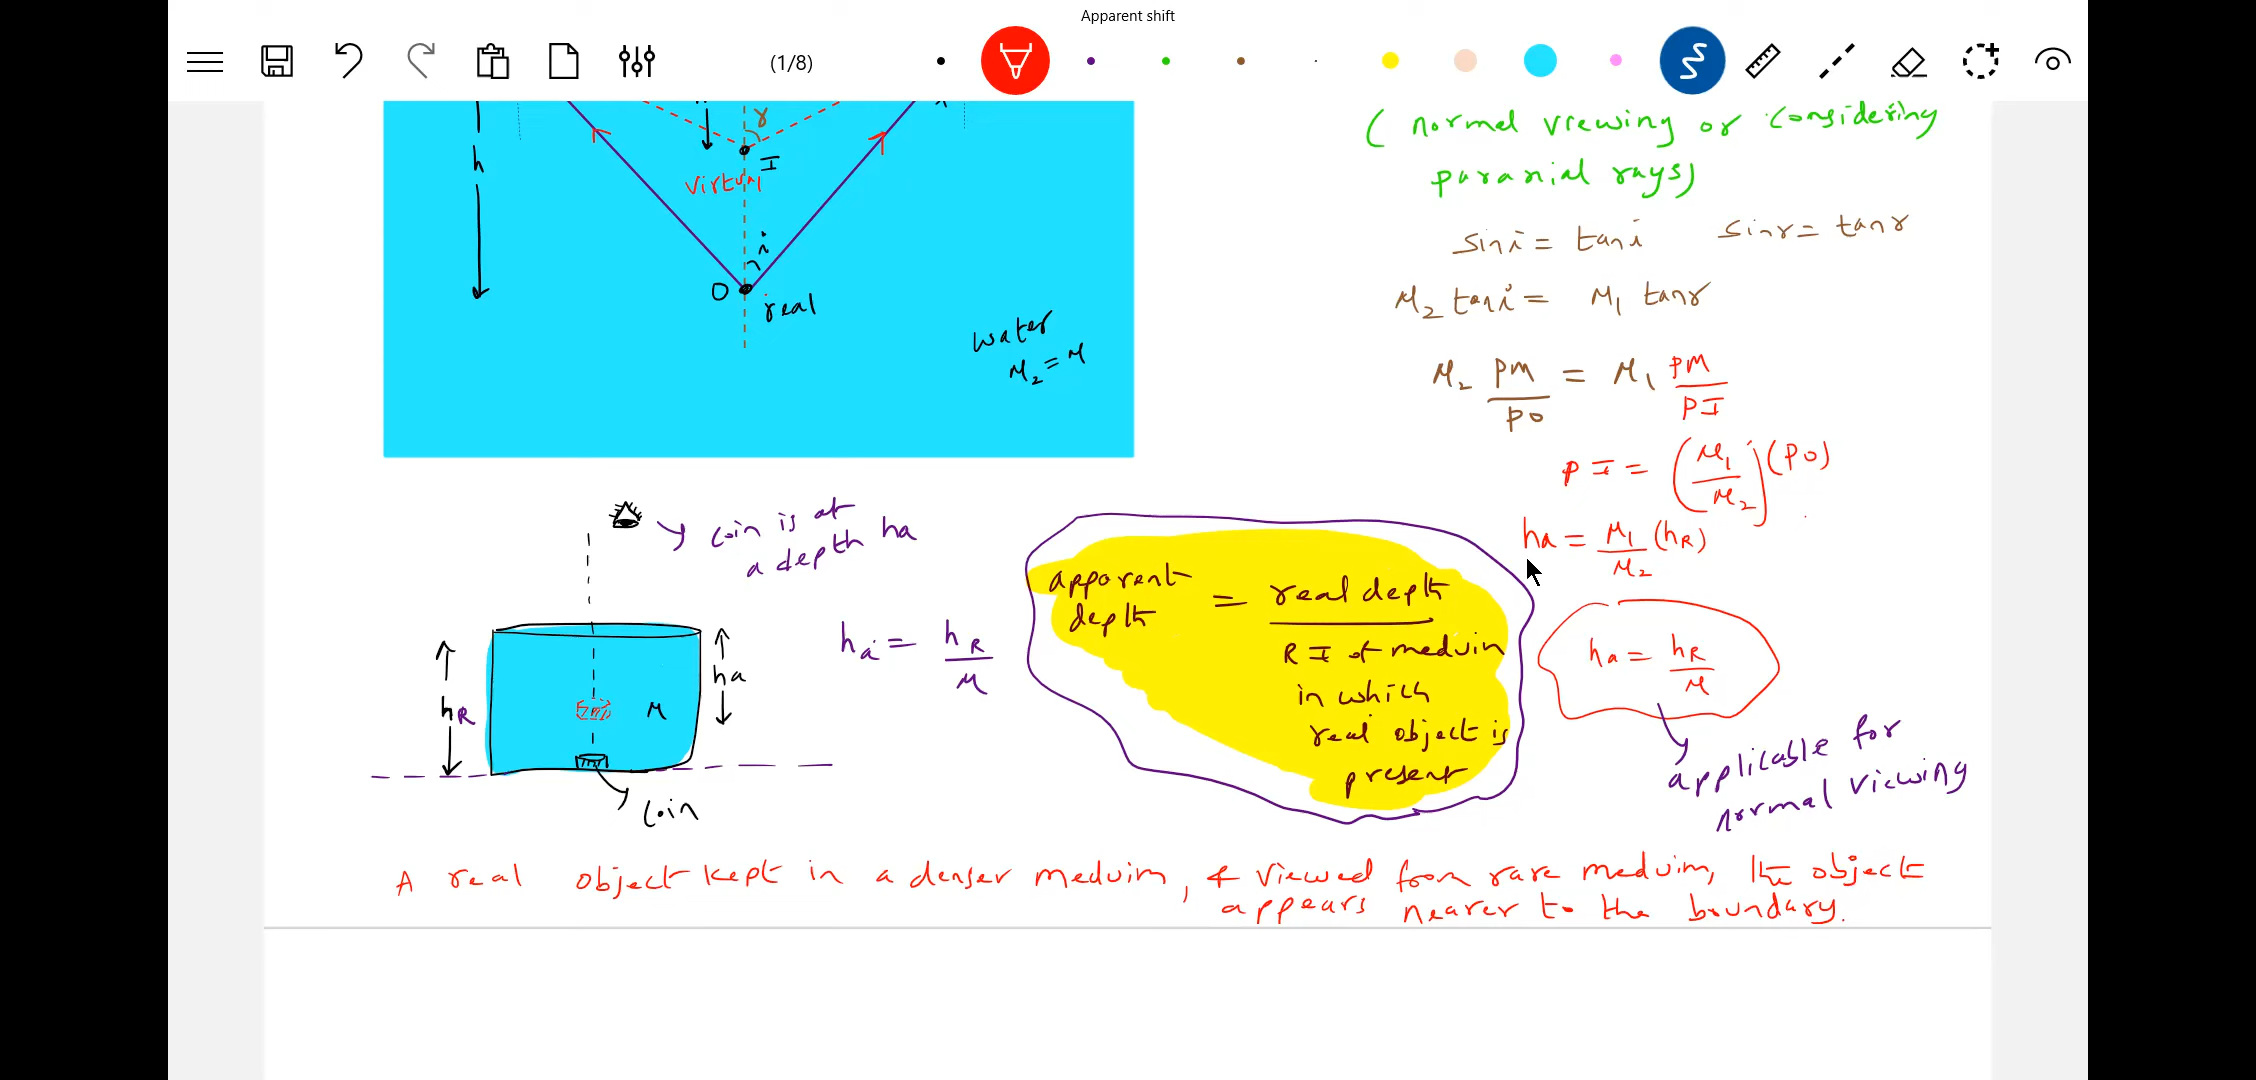 Apparent shift
(1/8)
h
r
I
virtual
i
O
real
water
μ₂ = μ
(normal viewing or considering
paraxial rays)
sin i = tan i    sin r = tan r
μ₂ tan i = μ₁ tan r
μ₂ PM/PO = μ₁ PM/PI
PI = (μ₁/μ₂)(PO)
ha = μ₁/μ₂ (hR)
ha = hR/μ
applicable for
normal viewing
coin is at
a depth ha
hR
ha
μ
coin
ha = hR/μ
apparent
depth
= real depth
RI of meduim
in which
real object is
present
A real object kept in a denser meduim, & viewed from rare meduim, the object
appears nearer to the boundary.